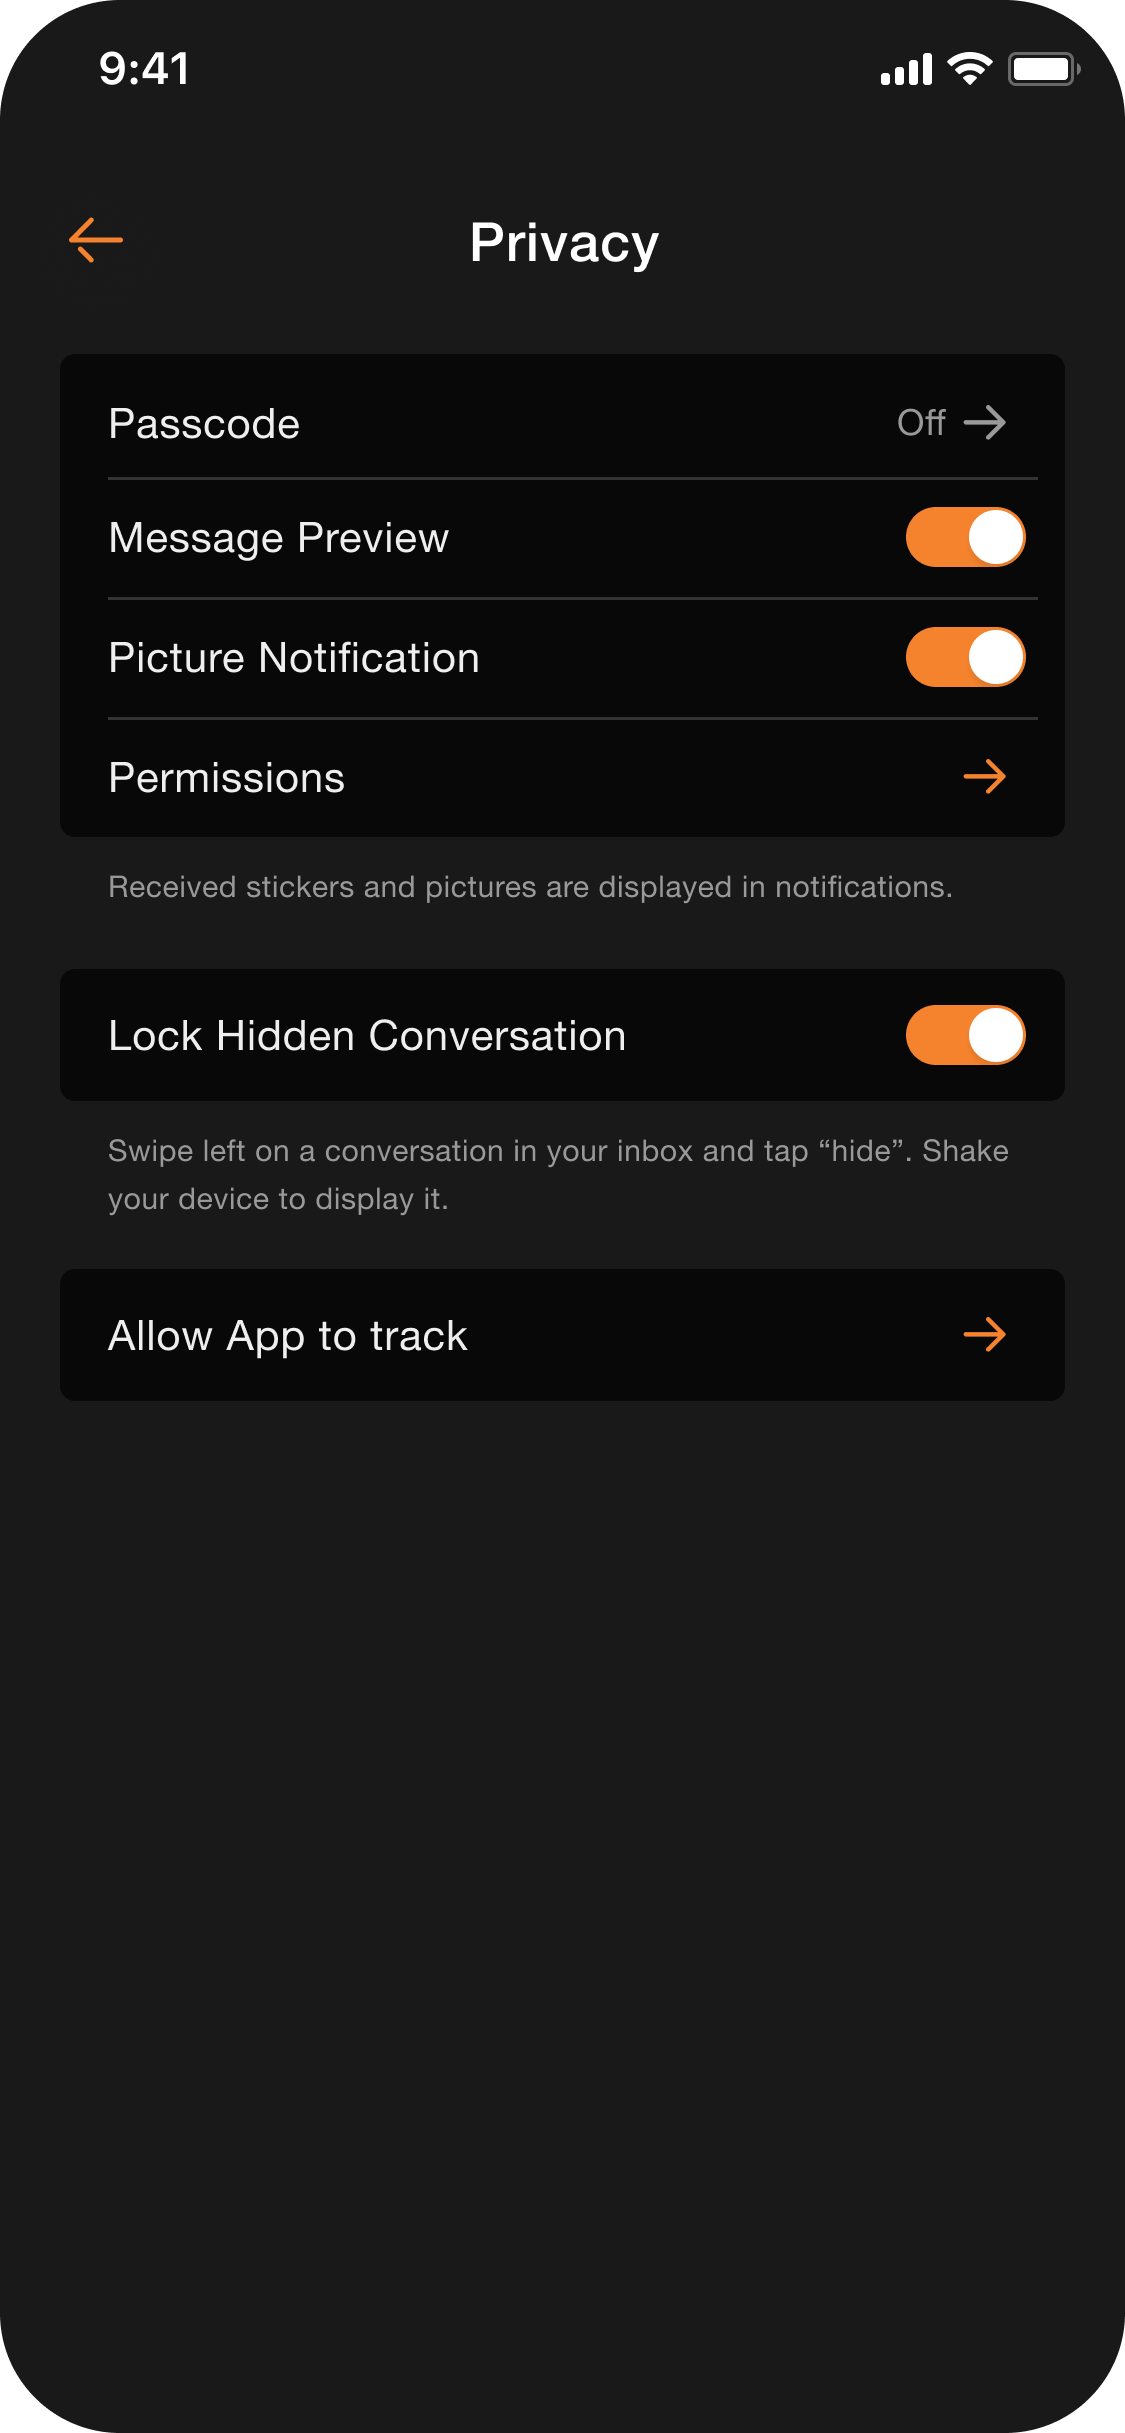 9:41
Privacy
Passcode
Off
Message Preview
Picture Notification
Permissions
Received stickers and pictures are displayed in notifications.
Lock Hidden Conversation
Swipe left on a conversation in your inbox and tap “hide”. Shake
your device to display it.
Allow App to track